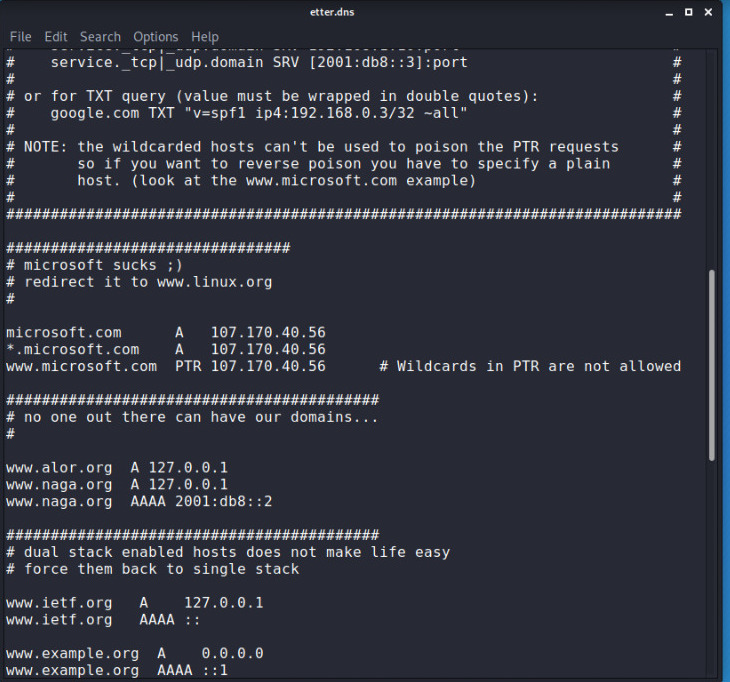 etter.dns
File Edit Search Options Help
#    service._tcp|_udp.domain SRV [2001:db8::3]:port                       #
#                                                                          #
# or for TXT query (value must be wrapped in double quotes):               #
#    google.com TXT "v=spf1 ip4:192.168.0.3/32 ~all"                       #
#                                                                          #
# NOTE: the wildcarded hosts can't be used to poison the PTR requests      #
#       so if you want to reverse poison you have to specify a plain       #
#       host. (look at the www.microsoft.com example)                      #
#                                                                          #
############################################################################
################################
# microsoft sucks ;)
# redirect it to www.linux.org
#
microsoft.com      A   107.170.40.56
*.microsoft.com    A   107.170.40.56
www.microsoft.com  PTR 107.170.40.56      # Wildcards in PTR are not allowed
##########################################
# no one out there can have our domains...
#
www.alor.org  A 127.0.0.1
www.naga.org  A 127.0.0.1
www.naga.org  AAAA 2001:db8::2
##########################################
# dual stack enabled hosts does not make life easy
# force them back to single stack
www.ietf.org   A    127.0.0.1
www.ietf.org   AAAA ::
www.example.org  A    0.0.0.0
www.example.org  AAAA ::1